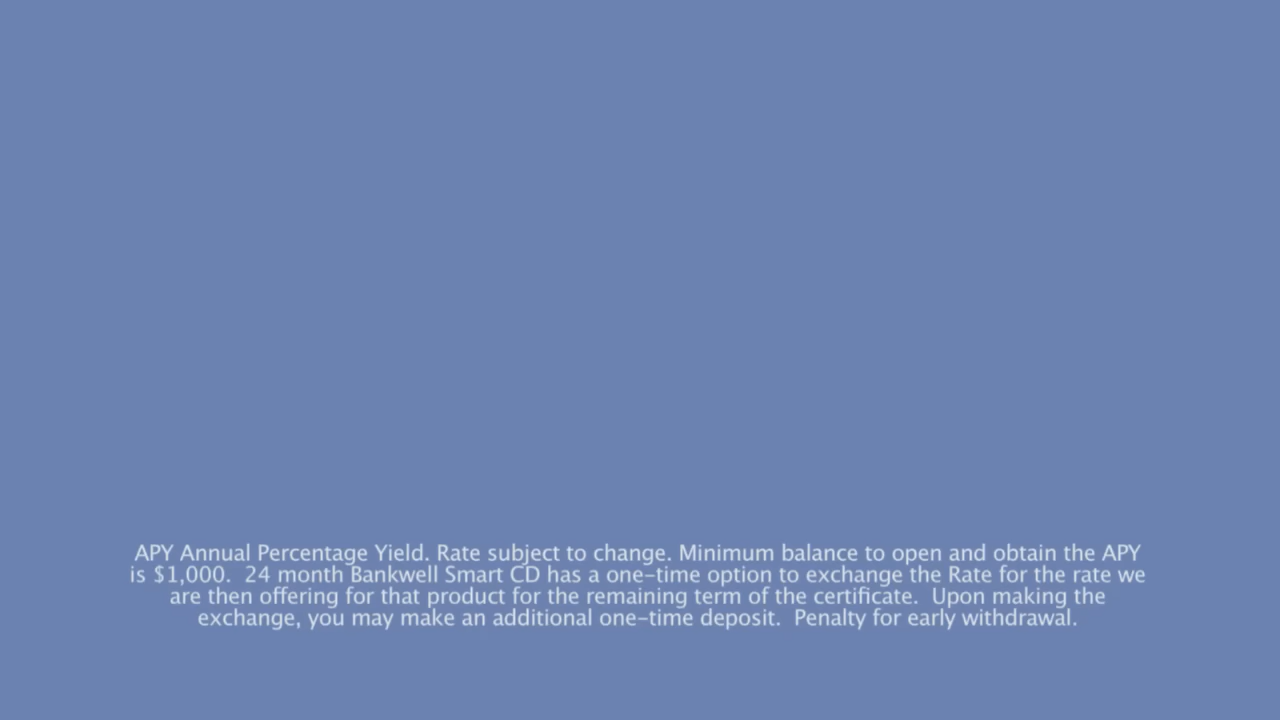 APY Annual Percentage Yield. Rate subject to change. Minimum balance to open and obtain the APY
is $1,000.  24 month Bankwell Smart CD has a one-time option to exchange the Rate for the rate we
are then offering for that product for the remaining term of the certificate.  Upon making the
exchange, you may make an additional one-time deposit.  Penalty for early withdrawal.